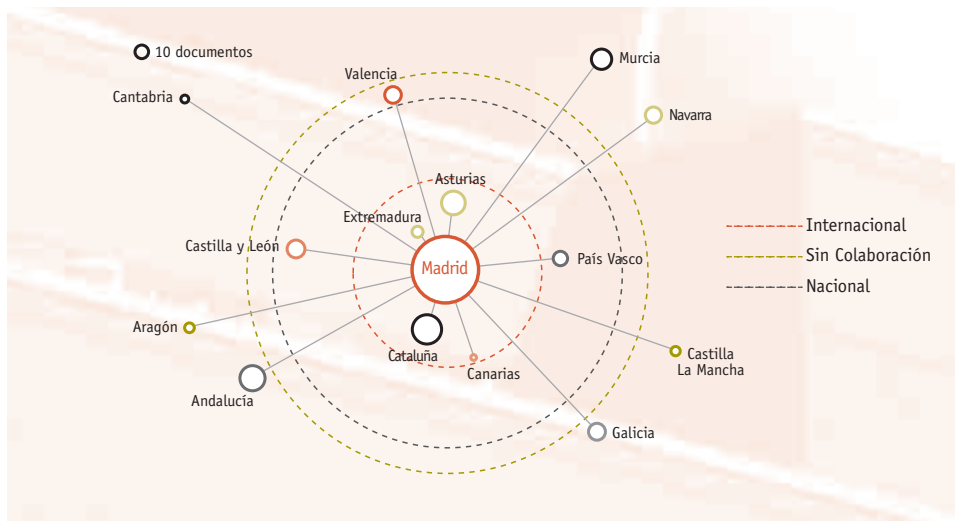 10 documentos
Murcia
Valencia
Cantabria
Navarra
Asturias
Extremadura
Internacional
Castilla y León
Sin Colaboración
País Vasco
Madrid
Nacional
Aragón
Cataluña
Castilla
La Mancha
Canarias
Andalucía
Galicia